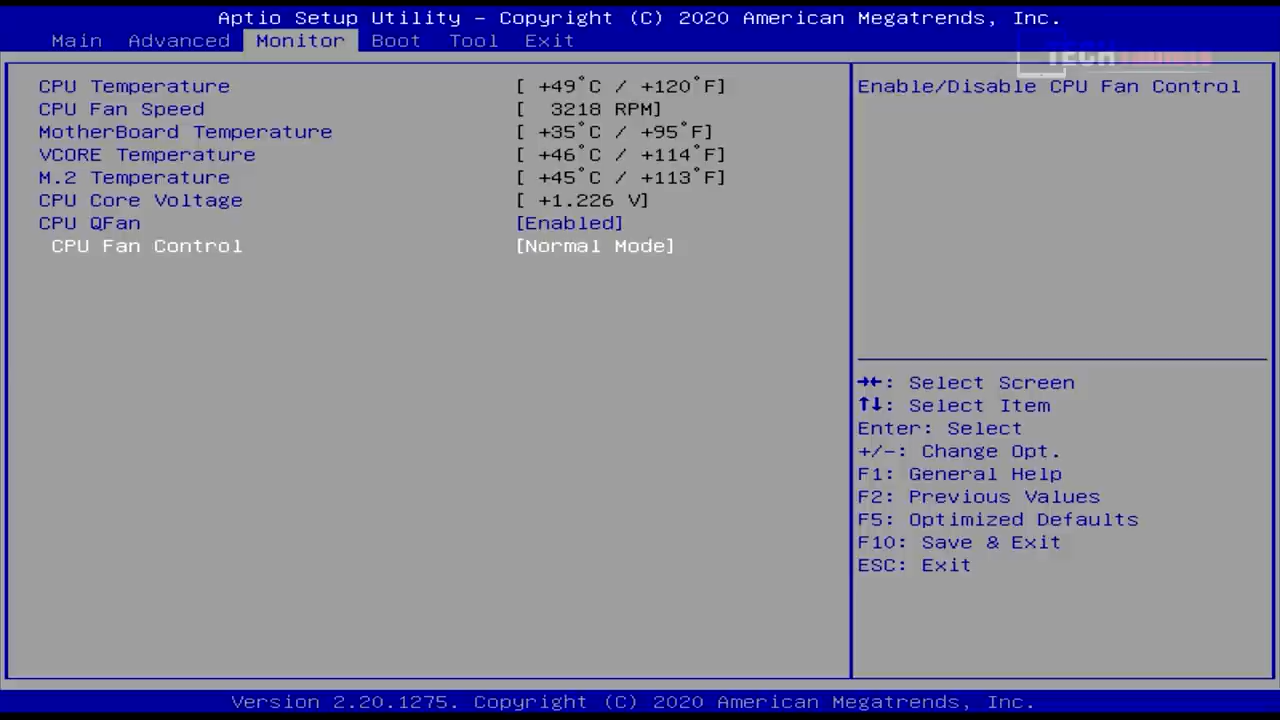 Aptio Setup Utility – Copyright (C) 2020 American Megatrends, Inc.
Main Advanced Monitor Boot Tool Exit
TECH
CPU Temperature [ +49°C / +120°F]
CPU Fan Speed [ 3218 RPM]
MotherBoard Temperature [ +35°C / +95°F]
VCORE Temperature [ +46°C / +114°F]
M.2 Temperature [ +45°C / +113°F]
CPU Core Voltage [ +1.226 V]
CPU QFan [Enabled]
CPU Fan Control [Normal Mode]
Enable/Disable CPU Fan Control
→←: Select Screen
↑↓: Select Item
Enter: Select
+/-: Change Opt.
F1: General Help
F2: Previous Values
F5: Optimized Defaults
F10: Save & Exit
ESC: Exit
Version 2.20.1275. Copyright (C) 2020 American Megatrends, Inc.